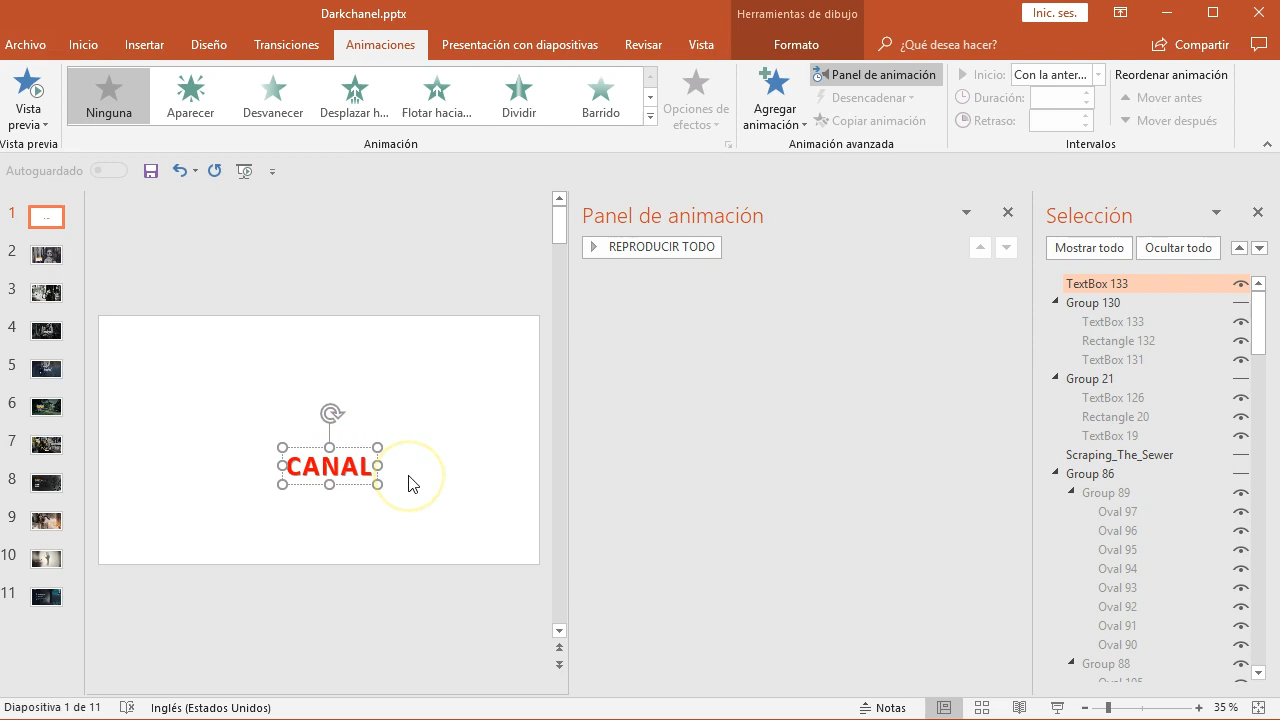 Darkchanel.pptx
Herramientas de dibujo
Inic. ses.
Archivo Inicio Insertar Diseño Transiciones Animaciones Presentación con diapositivas Revisar Vista Formato ¿Qué desea hacer? Compartir
Vista previa
Vista previa
Ninguna Aparecer Desvanecer Desplazar h... Flotar hacia... Dividir Barrido
Animación
Opciones de efectos
Agregar animación
Panel de animación
Desencadenar
Copiar animación
Animación avanzada
Inicio: Con la anter...
Duración:
Retraso:
Intervalos
Reordenar animación
Mover antes
Mover después
Autoguardado
1
2
3
4
5
6
7
8
9
10
11
CANAL
Panel de animación
REPRODUCIR TODO
Selección
Mostrar todo Ocultar todo
TextBox 133
Group 130
TextBox 133
Rectangle 132
TextBox 131
Group 21
TextBox 126
Rectangle 20
TextBox 19
Scraping_The_Sewer
Group 86
Group 89
Oval 97
Oval 96
Oval 95
Oval 94
Oval 93
Oval 92
Oval 91
Oval 90
Group 88
Diapositiva 1 de 11 Inglés (Estados Unidos) Notas 35 %